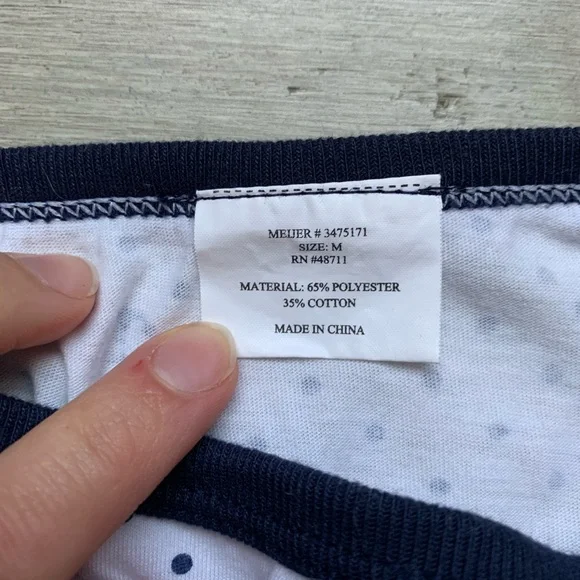 MEIJER # 3475171
SIZE: M
RN #48711
MATERIAL: 65% POLYESTER
35% COTTON
MADE IN CHINA